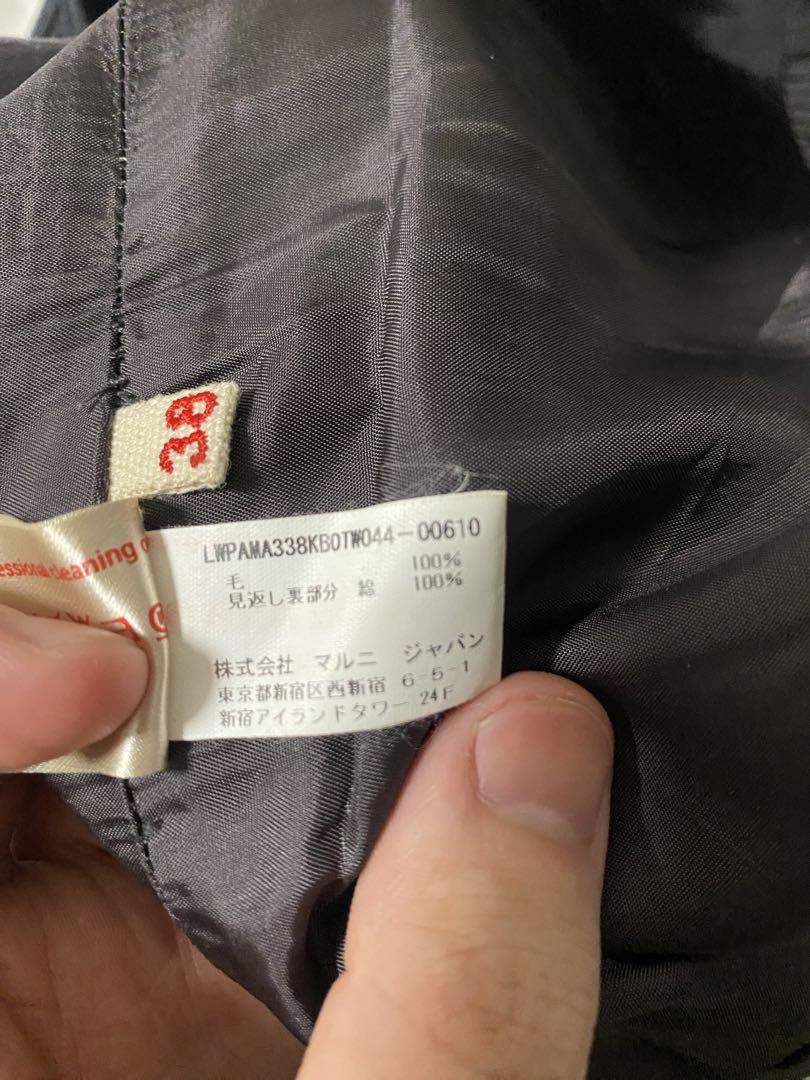 38
essional cleaning
LWPAMA338KBOTW044-00610
毛 100%
見返し裏部分 綿 100%
株式会社 マルニ ジャパン
東京都新宿区西新宿 6-5-1
新宿アイランドタワー 24F